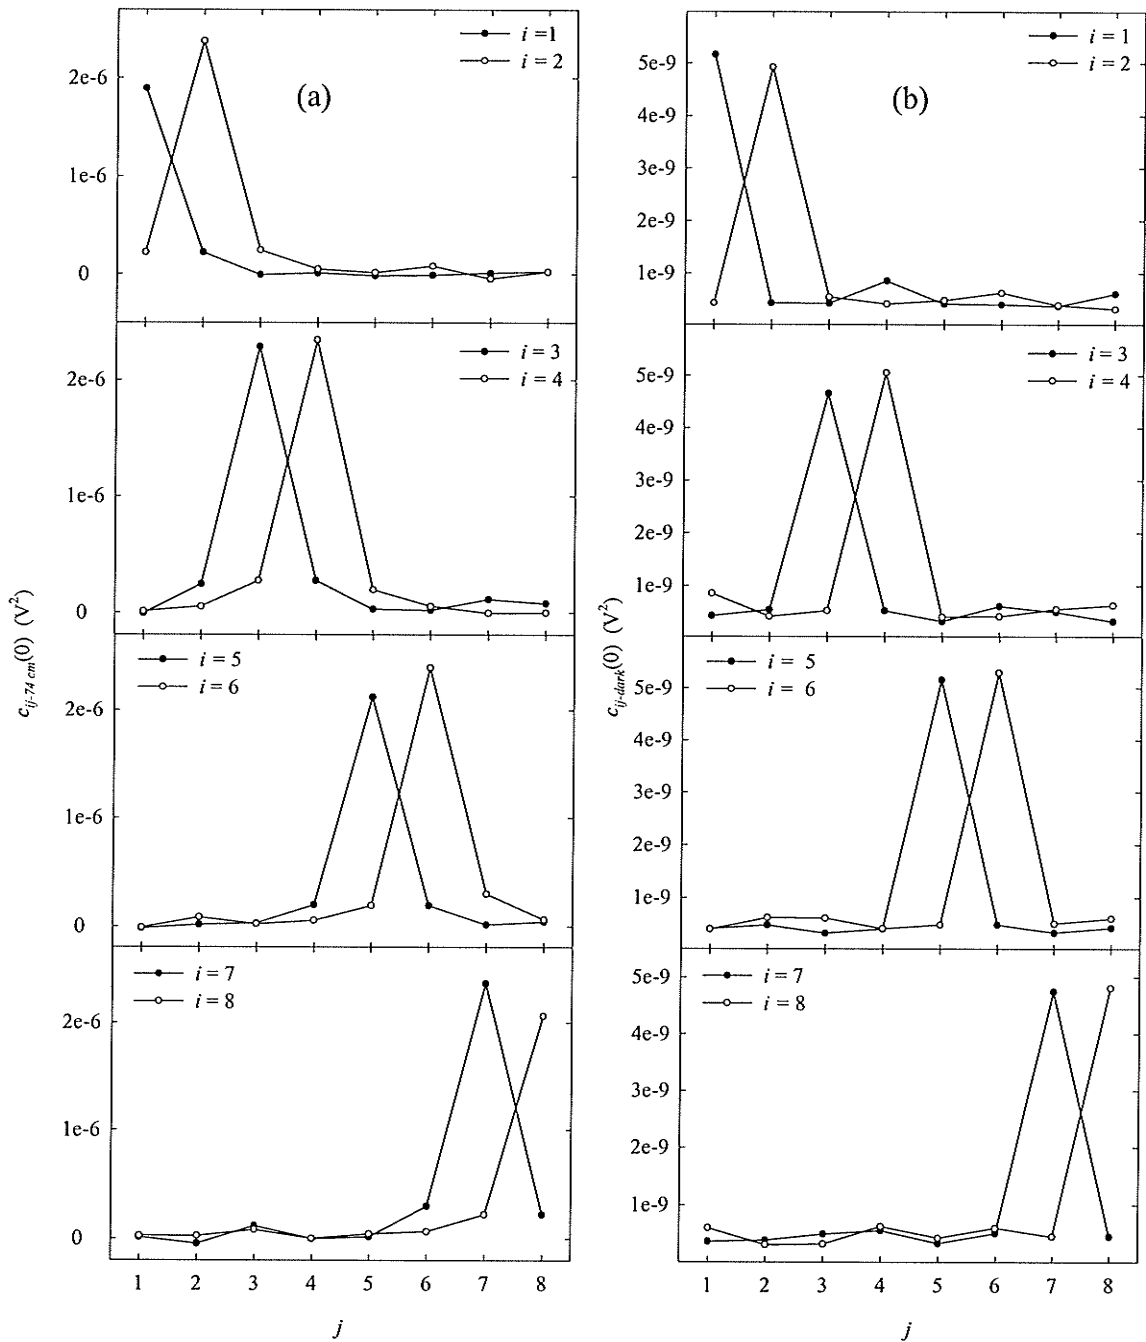 (a)
i = 1
i = 2
2e-6
1e-6
0
i = 3
i = 4
2e-6
1e-6
0
i = 5
i = 6
2e-6
1e-6
0
i = 7
i = 8
2e-6
1e-6
0
1 2 3 4 5 6 7 8
j
c_{ij-74 cm}(0) (V²)
(b)
i = 1
i = 2
5e-9
4e-9
3e-9
2e-9
1e-9
i = 3
i = 4
5e-9
4e-9
3e-9
2e-9
1e-9
i = 5
i = 6
5e-9
4e-9
3e-9
2e-9
1e-9
i = 7
i = 8
5e-9
4e-9
3e-9
2e-9
1e-9
1 2 3 4 5 6 7 8
j
c_{ij-dark}(0) (V²)